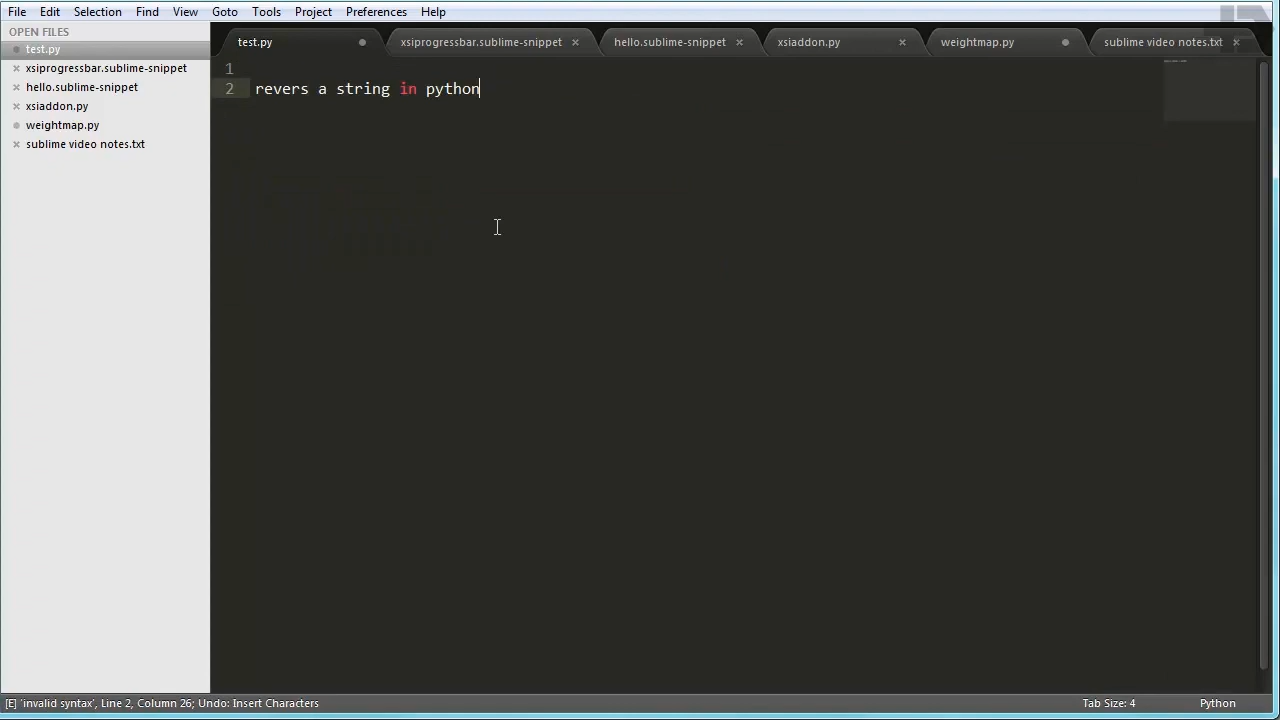 File Edit Selection Find View Goto Tools Project Preferences Help
OPEN FILES
test.py
xsiprogressbar.sublime-snippet
hello.sublime-snippet
xsiaddon.py
weightmap.py
sublime video notes.txt
test.py xsiprogressbar.sublime-snippet hello.sublime-snippet xsiaddon.py weightmap.py sublime video notes.txt
1
2 revers a string in python
[E] 'invalid syntax', Line 2, Column 26; Undo: Insert Characters Tab Size: 4 Python